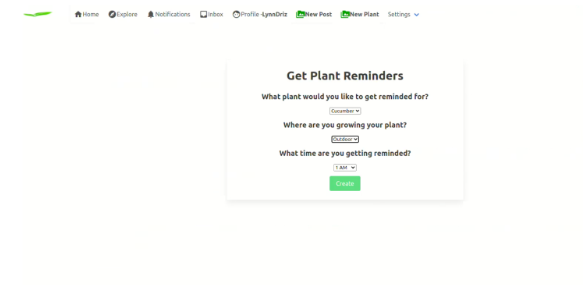 Home Explore Notifications Inbox Profile -LynnDriz New Post New Plant Settings
Get Plant Reminders
What plant would you like to get reminded for?
Cucumber
Where are you growing your plant?
Outdoor
What time are you getting reminded?
1 AM
Create